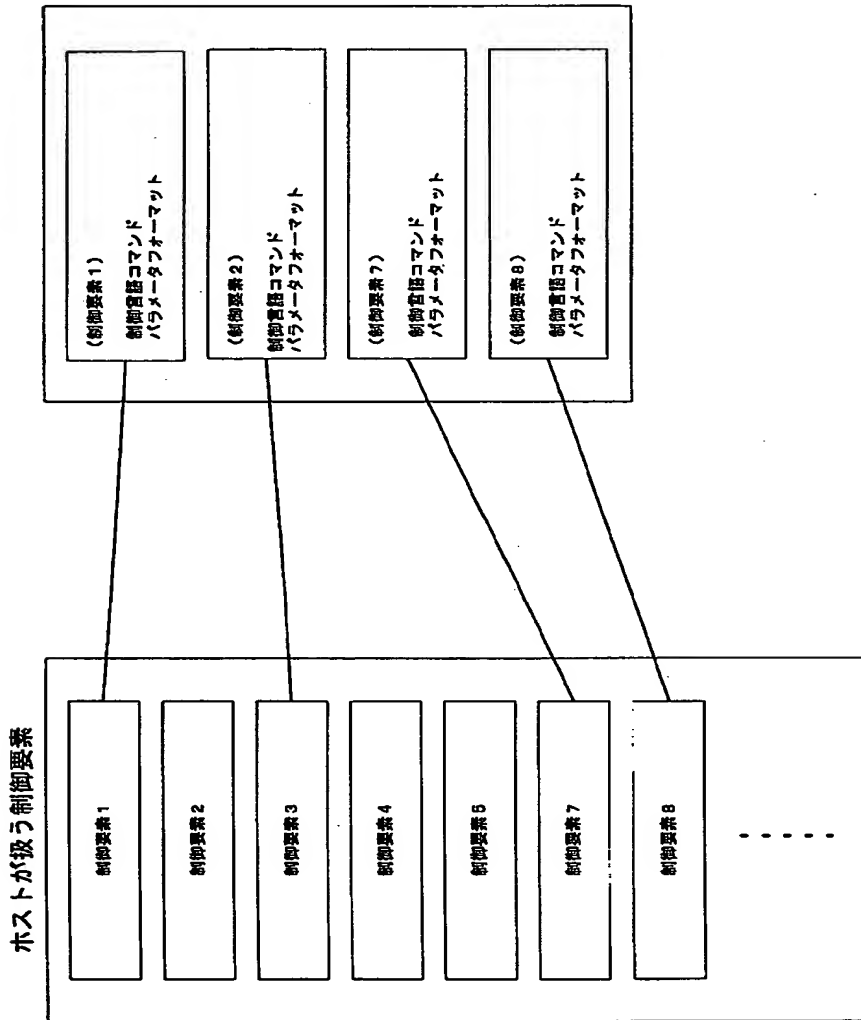 ホストが扱う制御要素
制御要素1
制御要素2
制御要素3
制御要素4
制御要素5
制御要素7
制御要素8
(制御要素1)
制御言語コマンド
パラメータフォーマット
(制御要素2)
制御言語コマンド
パラメータフォーマット
(制御要素7)
制御言語コマンド
パラメータフォーマット
(制御要素8)
制御言語コマンド
パラメータフォーマット